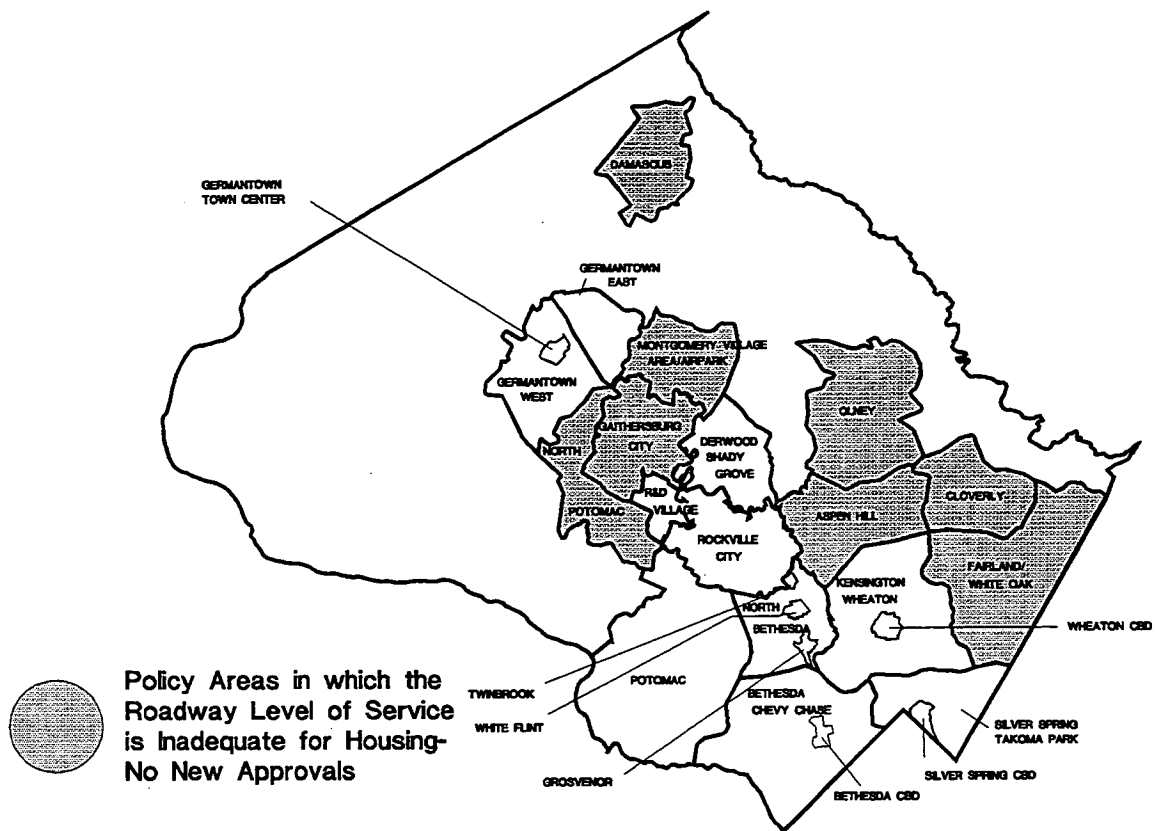 DAMASCUS
GERMANTOWN
TOWN CENTER
GERMANTOWN
EAST
MONTGOMERY VILLAGE
AREA/AIRPARK
GERMANTOWN
WEST
OLNEY
GAITHERSBURG
CITY
NORTH
POTOMAC
DERWOOD
SHADY
GROVE
R&D
VILLAGE
CLOVERLY
ASPEN HILL
ROCKVILLE
CITY
FAIRLAND/
WHITE OAK
KENSINGTON
WHEATON
NORTH
BETHESDA
WHEATON CBD
POTOMAC
TWINBROOK
WHITE FLINT
GROSVENOR
BETHESDA
CHEVY CHASE
SILVER SPRING
TAKOMA PARK
SILVER SPRING CBD
BETHESDA CBD
Policy Areas in which the
Roadway Level of Service
is Inadequate for Housing-
No New Approvals